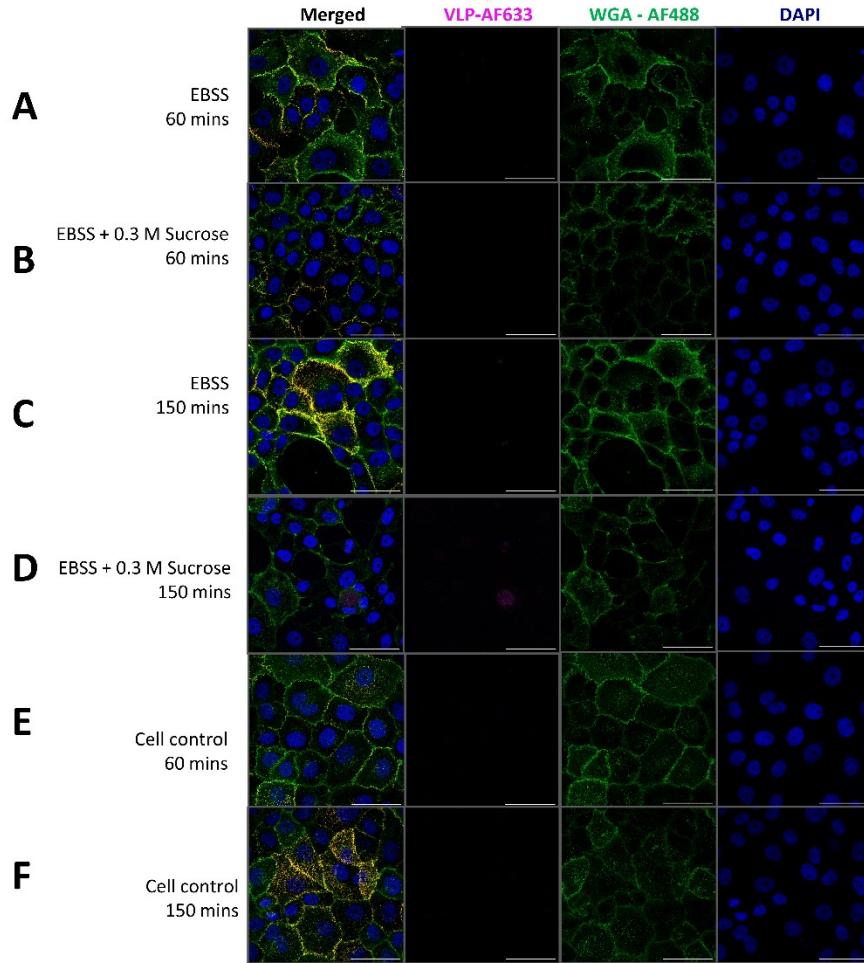 Merged VLP-AF633 WGA - AF488 DAPI
A
EBSS
60 mins
B
EBSS + 0.3 M Sucrose
60 mins
C
EBSS
150 mins
D
EBSS + 0.3 M Sucrose
150 mins
E
Cell control
60 mins
F
Cell control
150 mins